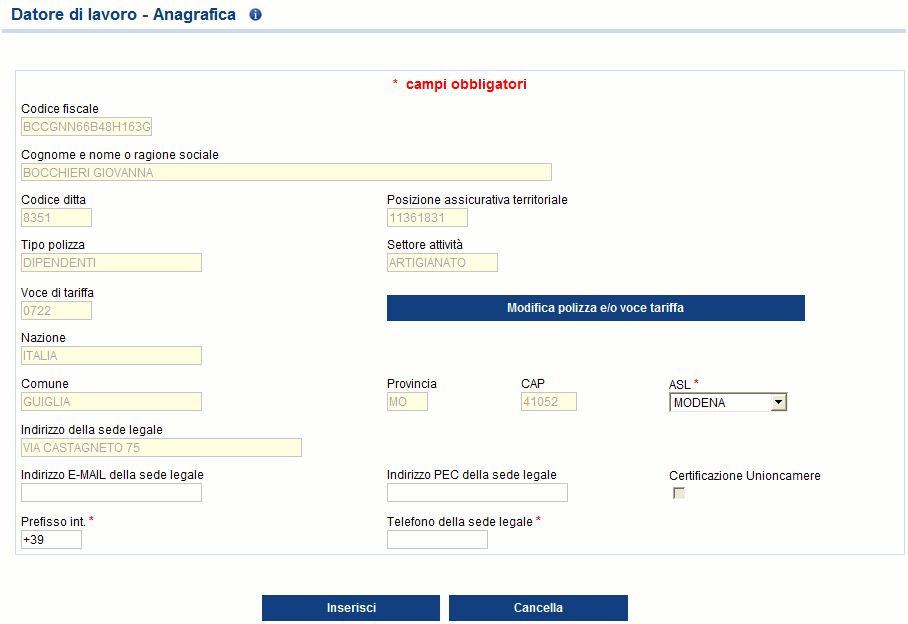 Datore di lavoro - Anagrafica i
* campi obbligatori
Codice fiscale
BCCGNN66B48H163G
Cognome e nome o ragione sociale
BOCCHIERI GIOVANNA
Codice ditta Posizione assicurativa territoriale
8351 11361831
Tipo polizza Settore attività
DIPENDENTI ARTIGIANATO
Voce di tariffa
0722 Modifica polizza e/o voce tariffa
Nazione
ITALIA
Comune Provincia CAP ASL *
GUIGLIA MO 41052 MODENA
Indirizzo della sede legale
VIA CASTAGNETO 75
Indirizzo E-MAIL della sede legale Indirizzo PEC della sede legale Certificazione Unioncamere
Prefisso int. * Telefono della sede legale *
+39
Inserisci Cancella